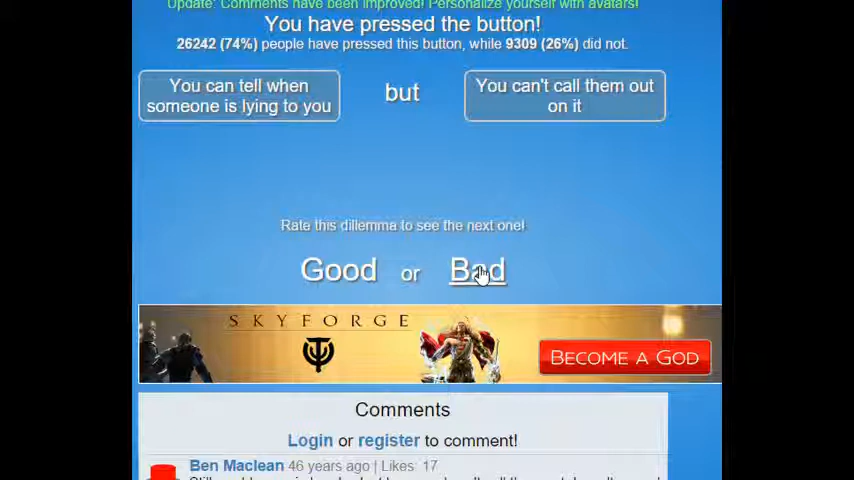 Update: Comments have been improved! Personalize yourself with avatars!
You have pressed the button!
26242 (74%) people have pressed this button, while 9309 (26%) did not.
You can tell when
someone is lying to you
but
You can't call them out
on it
Rate this dillemma to see the next one!
Good or Bad
SKYFORGE
BECOME A GOD
Comments
Login or register to comment!
Ben Maclean 46 years ago | Likes: 17